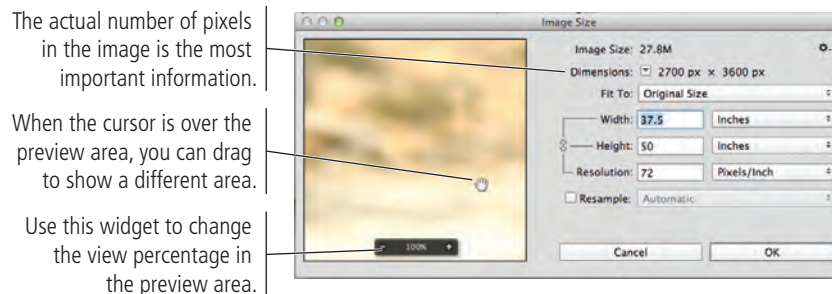 The actual number of pixels
in the image is the most
important information.
When the cursor is over the
preview area, you can drag
to show a different area.
Use this widget to change
the view percentage in
the preview area.
Image Size
Image Size: 27.8M
Dimensions: 2700 px × 3600 px
Fit To: Original Size
Width: 37.5 Inches
Height: 50 Inches
Resolution: 72 Pixels/Inch
Resample: Automatic
- 100% +
Cancel OK